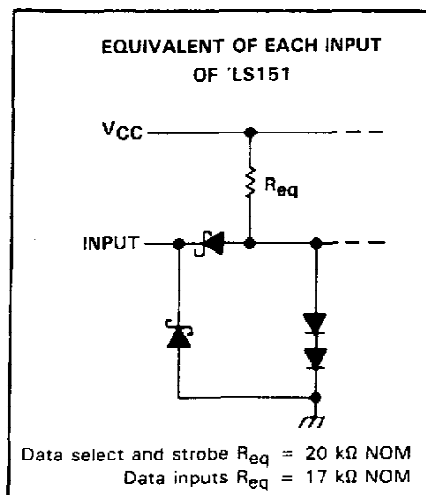 EQUIVALENT OF EACH INPUT
OF 'LS151
VCC
Req
INPUT
Data select and strobe Req = 20 kΩ NOM
Data inputs Req = 17 kΩ NOM